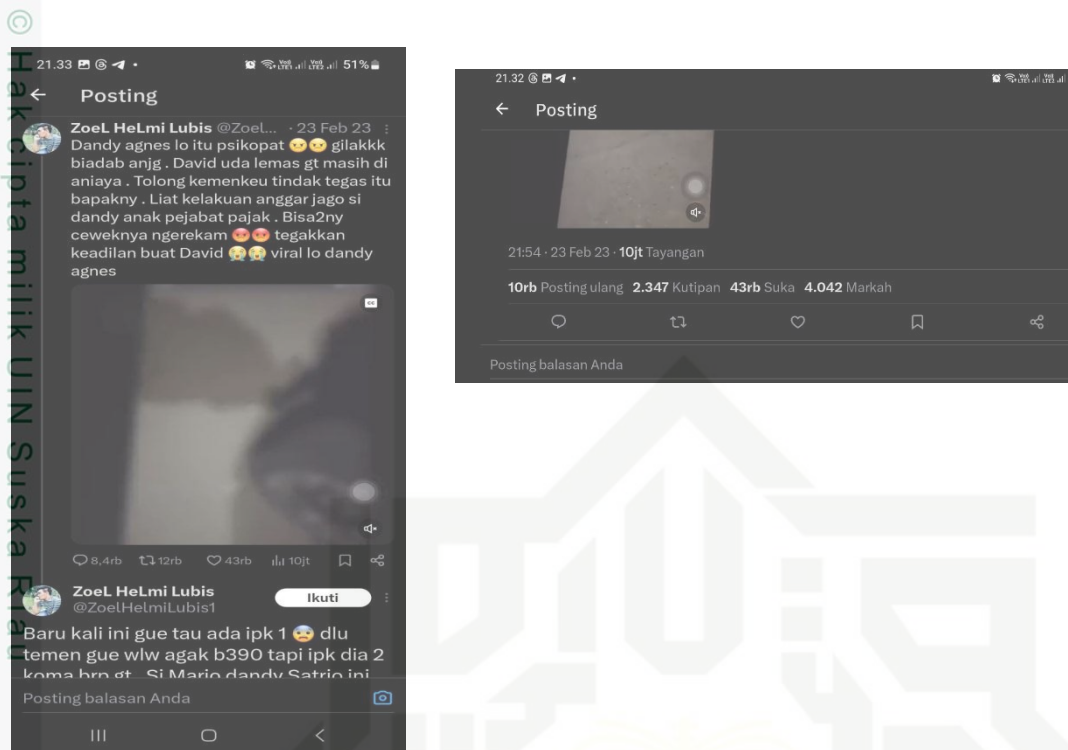 © Hak cipta milik UIN Suska Riau
21.33 51%
Posting
ZoeL HeLmi Lubis @Zoel... · 23 Feb 23
Dandy agnes lo itu psikopat 😠😠 gilakkk
biadab anjg . David uda lemas gt masih di
aniaya . Tolong kemenkeu tindak tegas itu
bapakny . Liat kelakuan anggar jago si
dandy anak pejabat pajak . Bisa2ny
ceweknya ngerekam 😡😡 tegakkan
keadilan buat David 😭😭 viral lo dandy
agnes
8,4rb 12rb 43rb 10jt
ZoeL HeLmi Lubis
@ZoelHelmiLubis1
Ikuti
Baru kali ini gue tau ada ipk 1 😨 dlu
temen gue wlw agak b390 tapi ipk dia 2
koma brp gt . Si Mario dandy Satrio ini
Posting balasan Anda
21.32
Posting
21:54 · 23 Feb 23 · 10jt Tayangan
10rb Posting ulang 2.347 Kutipan 43rb Suka 4.042 Markah
Posting balasan Anda